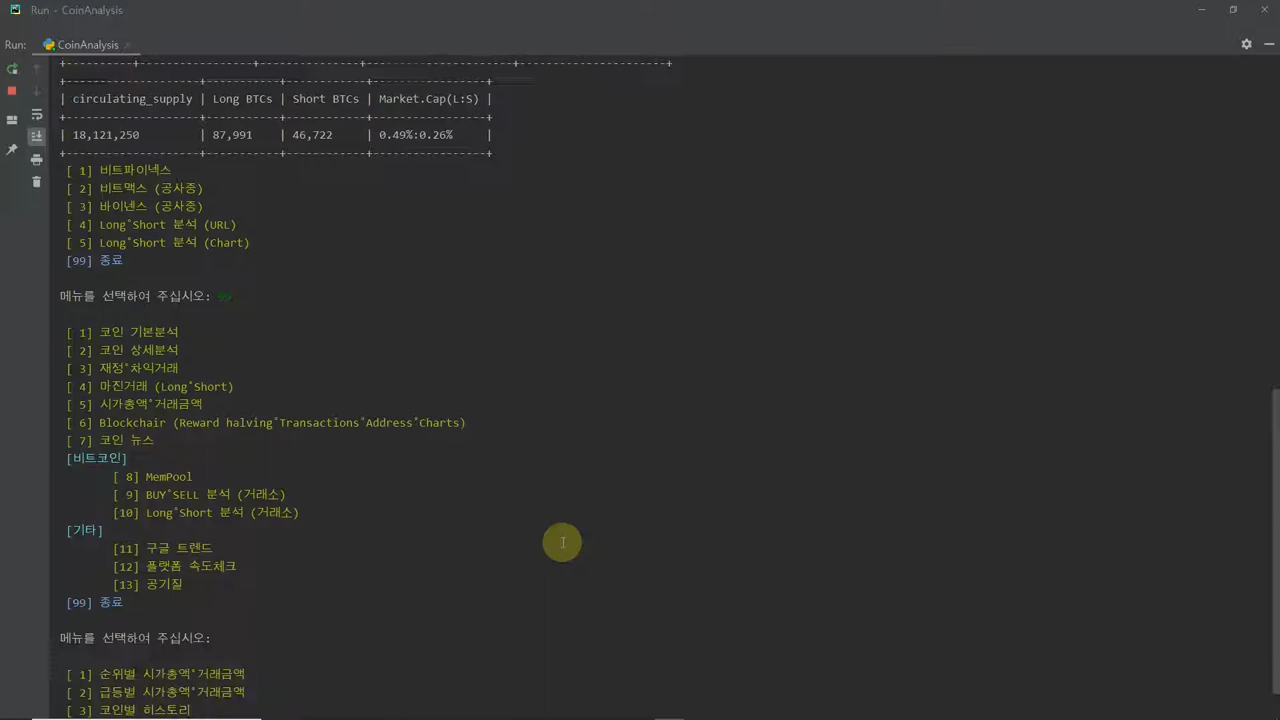 Run - CoinAnalysis
Run: CoinAnalysis
+----------+-----------------+---------------+----------------------+----------------------+
+--------------------+-----------+------------+-----------------+
| circulating_supply | Long BTCs | Short BTCs | Market.Cap(L:S) |
+--------------------+-----------+------------+-----------------+
| 18,121,250 | 87,991 | 46,722 | 0.49%:0.26% |
+--------------------+-----------+------------+-----------------+
[ 1] 비트파이넥스
[ 2] 비트맥스 (공사중)
[ 3] 바이넨스 (공사중)
[ 4] Long˚Short 분석 (URL)
[ 5] Long˚Short 분석 (Chart)
[99] 종료
메뉴를 선택하여 주십시오: 99
[ 1] 코인 기본분석
[ 2] 코인 상세분석
[ 3] 재정˚차익거래
[ 4] 마진거래 (Long˚Short)
[ 5] 시가총액˚거래금액
[ 6] Blockchair (Reward halving˚Transactions˚Address˚Charts)
[ 7] 코인 뉴스
[비트코인]
[ 8] MemPool
[ 9] BUY˚SELL 분석 (거래소)
[10] Long˚Short 분석 (거래소)
[기타]
[11] 구글 트렌드
[12] 플랫폼 속도체크
[13] 공기질
[99] 종료
메뉴를 선택하여 주십시오:
[ 1] 순위별 시가총액˚거래금액
[ 2] 급등별 시가총액˚거래금액
[ 3] 코인별 히스토리